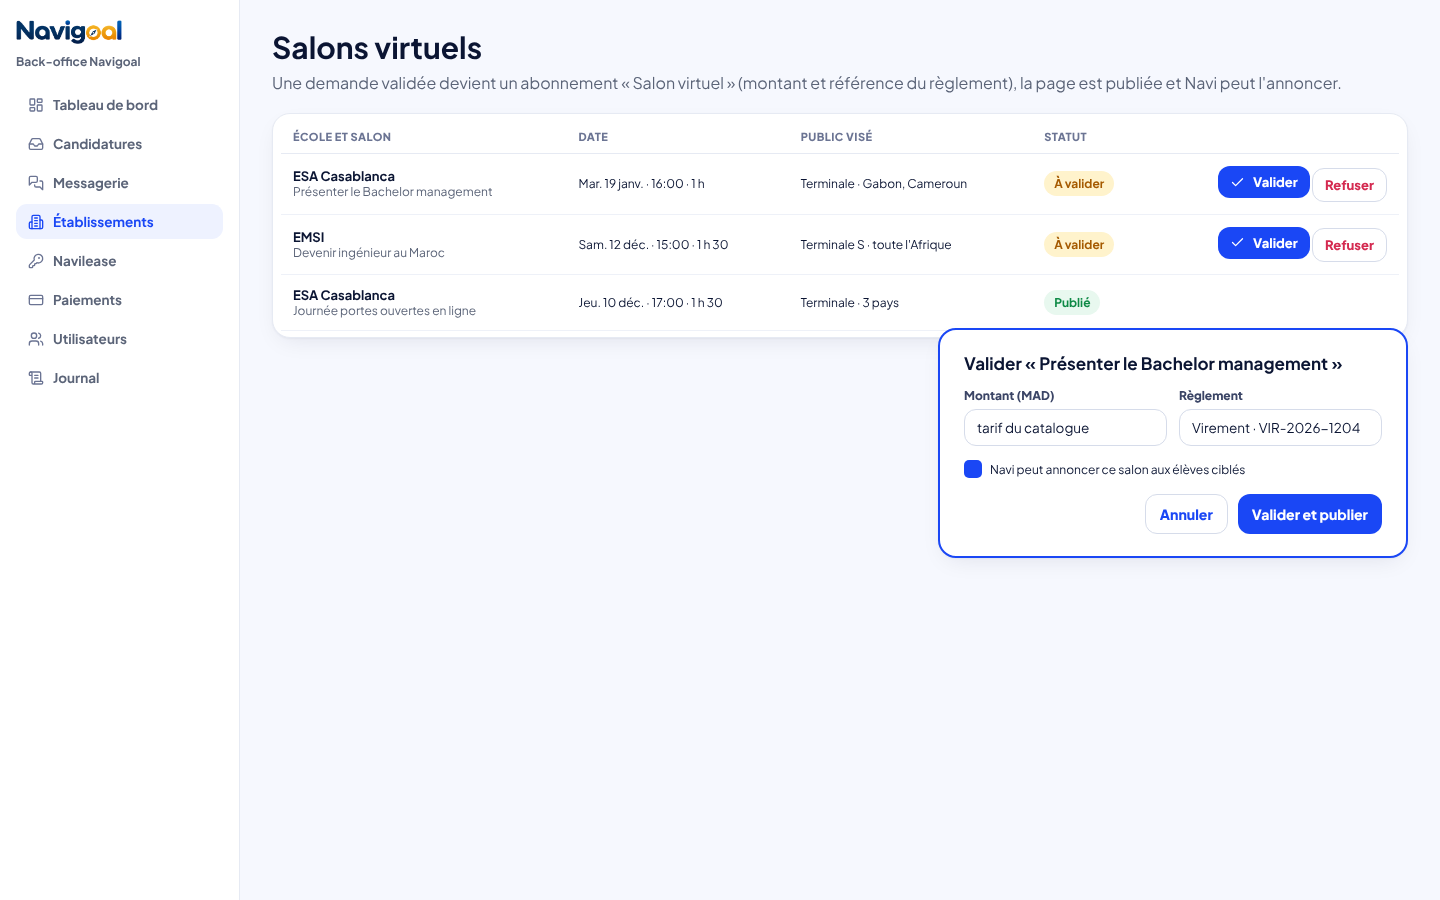 Navigoal
Back-office Navigoal
Tableau de bord
Candidatures
Messagerie
Établissements
Navilease
Paiements
Utilisateurs
Journal
Salons virtuels
Une demande validée devient un abonnement « Salon virtuel » (montant et référence du règlement), la page est publiée et Navi peut l'annoncer.
ÉCOLE ET SALON DATE PUBLIC VISÉ STATUT
ESA Casablanca
Présenter le Bachelor management
Mar. 19 janv. · 16:00 · 1 h
Terminale · Gabon, Cameroun
À valider
Valider
Refuser
EMSI
Devenir ingénieur au Maroc
Sam. 12 déc. · 15:00 · 1 h 30
Terminale S · toute l'Afrique
À valider
Valider
Refuser
ESA Casablanca
Journée portes ouvertes en ligne
Jeu. 10 déc. · 17:00 · 1 h 30
Terminale · 3 pays
Publié
Valider « Présenter le Bachelor management »
Montant (MAD) Règlement
tarif du catalogue Virement · VIR-2026-1204
Navi peut annoncer ce salon aux élèves ciblés
Annuler Valider et publier